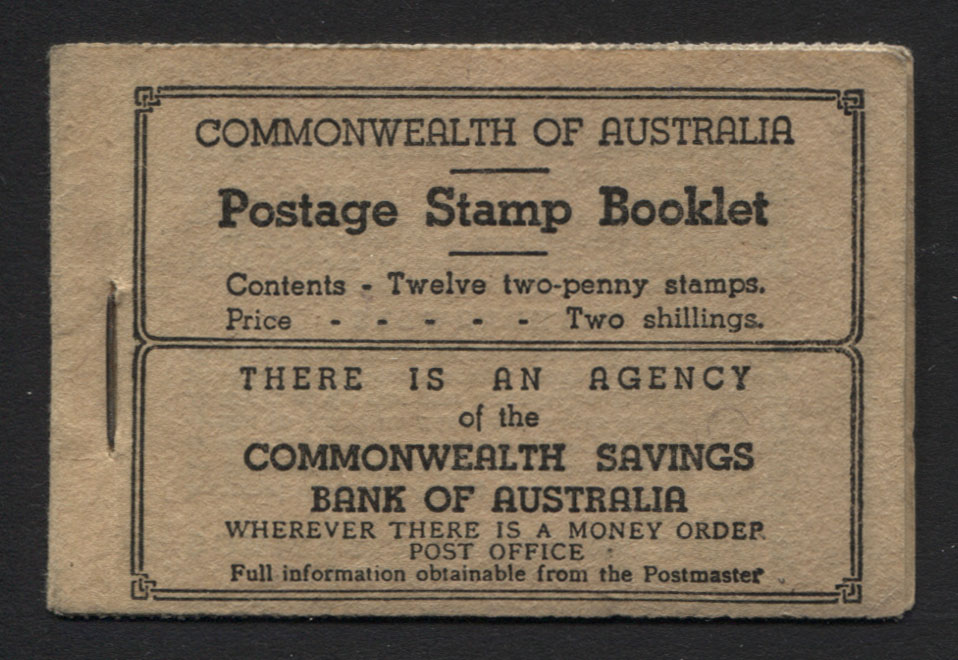 COMMONWEALTH OF AUSTRALIA
Postage Stamp Booklet
Contents - Twelve two-penny stamps.
Price - - - - - Two shillings.
THERE IS AN AGENCY
of the
COMMONWEALTH SAVINGS
BANK OF AUSTRALIA
WHEREVER THERE IS A MONEY ORDER
POST OFFICE
Full information obtainable from the Postmaster